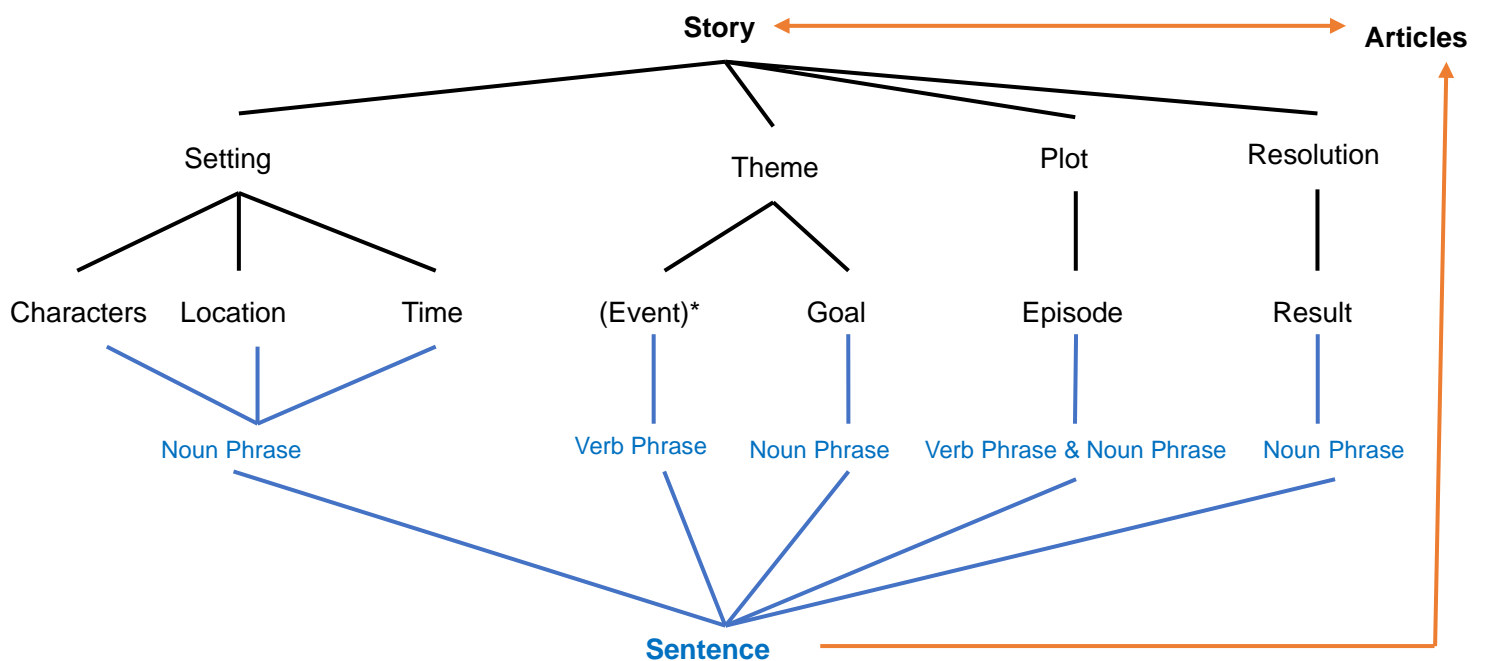 Story
Articles
Setting
Theme
Plot
Resolution
Characters
Location
Time
(Event)*
Goal
Episode
Result
Noun Phrase
Verb Phrase
Noun Phrase
Verb Phrase & Noun Phrase
Noun Phrase
Sentence